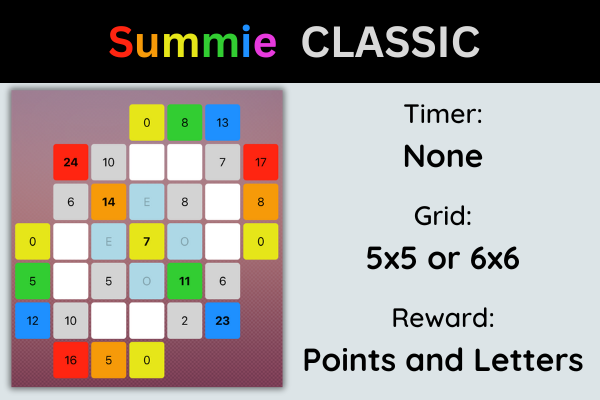 Summie CLASSIC
0 8 13
24 10 7 17
6 14 E 8 8
0 E 7 O 0
5 5 O 11 6
12 10 2 23
16 5 0
Timer:
None
Grid:
5x5 or 6x6
Reward:
Points and Letters